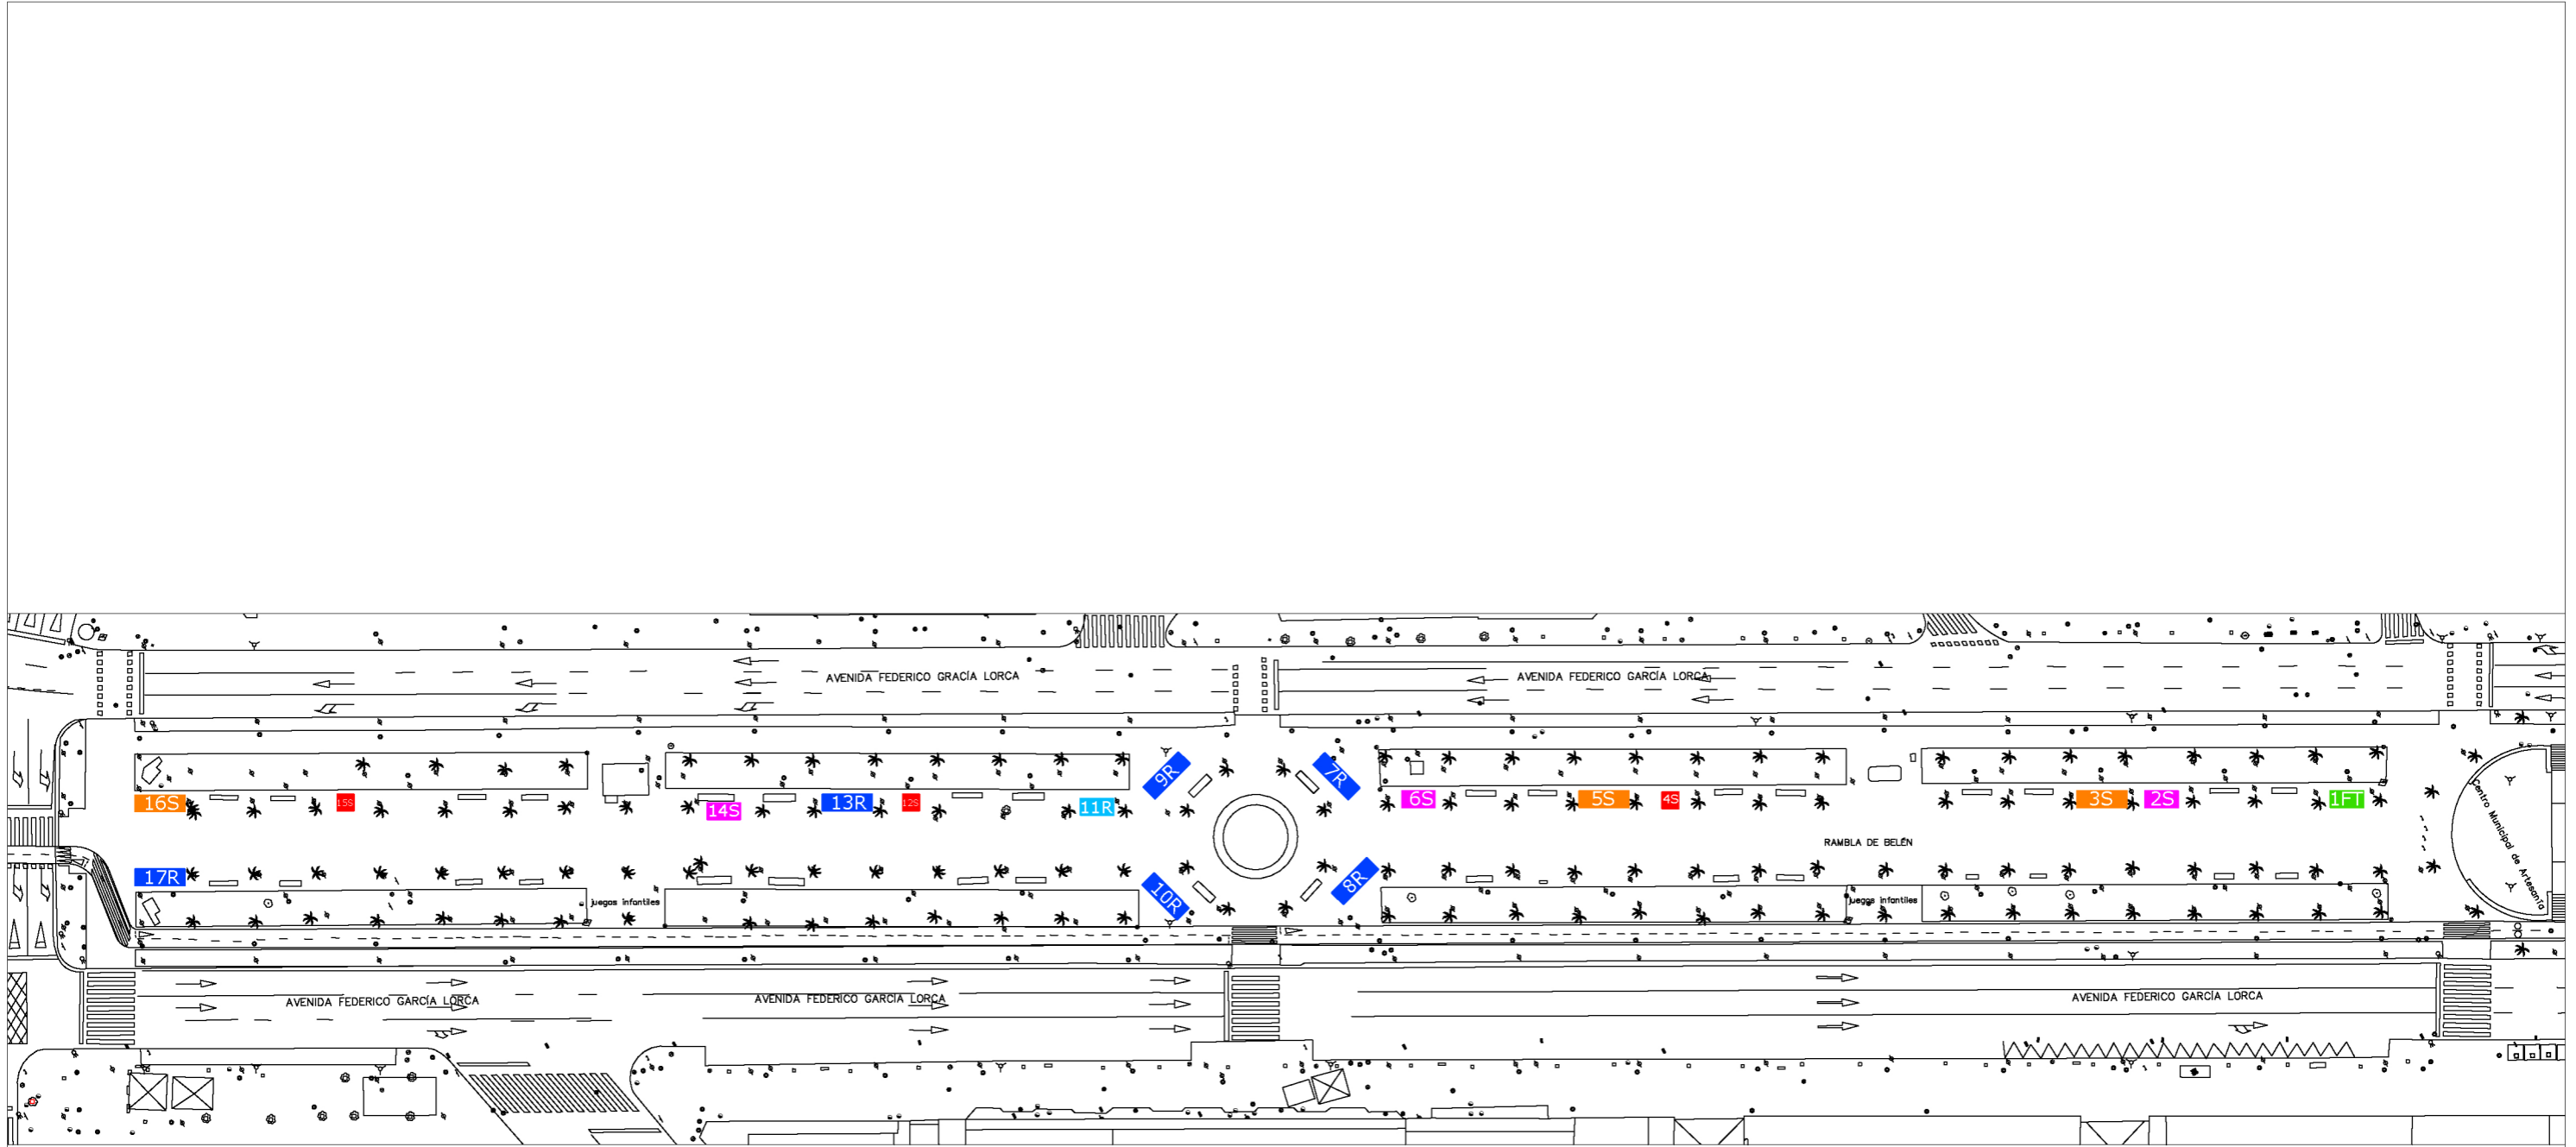 AVENIDA FEDERICO GRACÍA LORCA
AVENIDA FEDERICO GARCÍA LORCA
9R
7R
16S
15S
14S
13R
12S
11R
6S
5S
4S
3S
2S
1FT
Centro Municipal de Artesanía
RAMBLA DE BELÉN
17R
10R
8R
juegos infantiles
juegos infantiles
AVENIDA FEDERICO GARCÍA LORCA
AVENIDA FEDERICO GARCÍA LORCA
AVENIDA FEDERICO GARCÍA LORCA